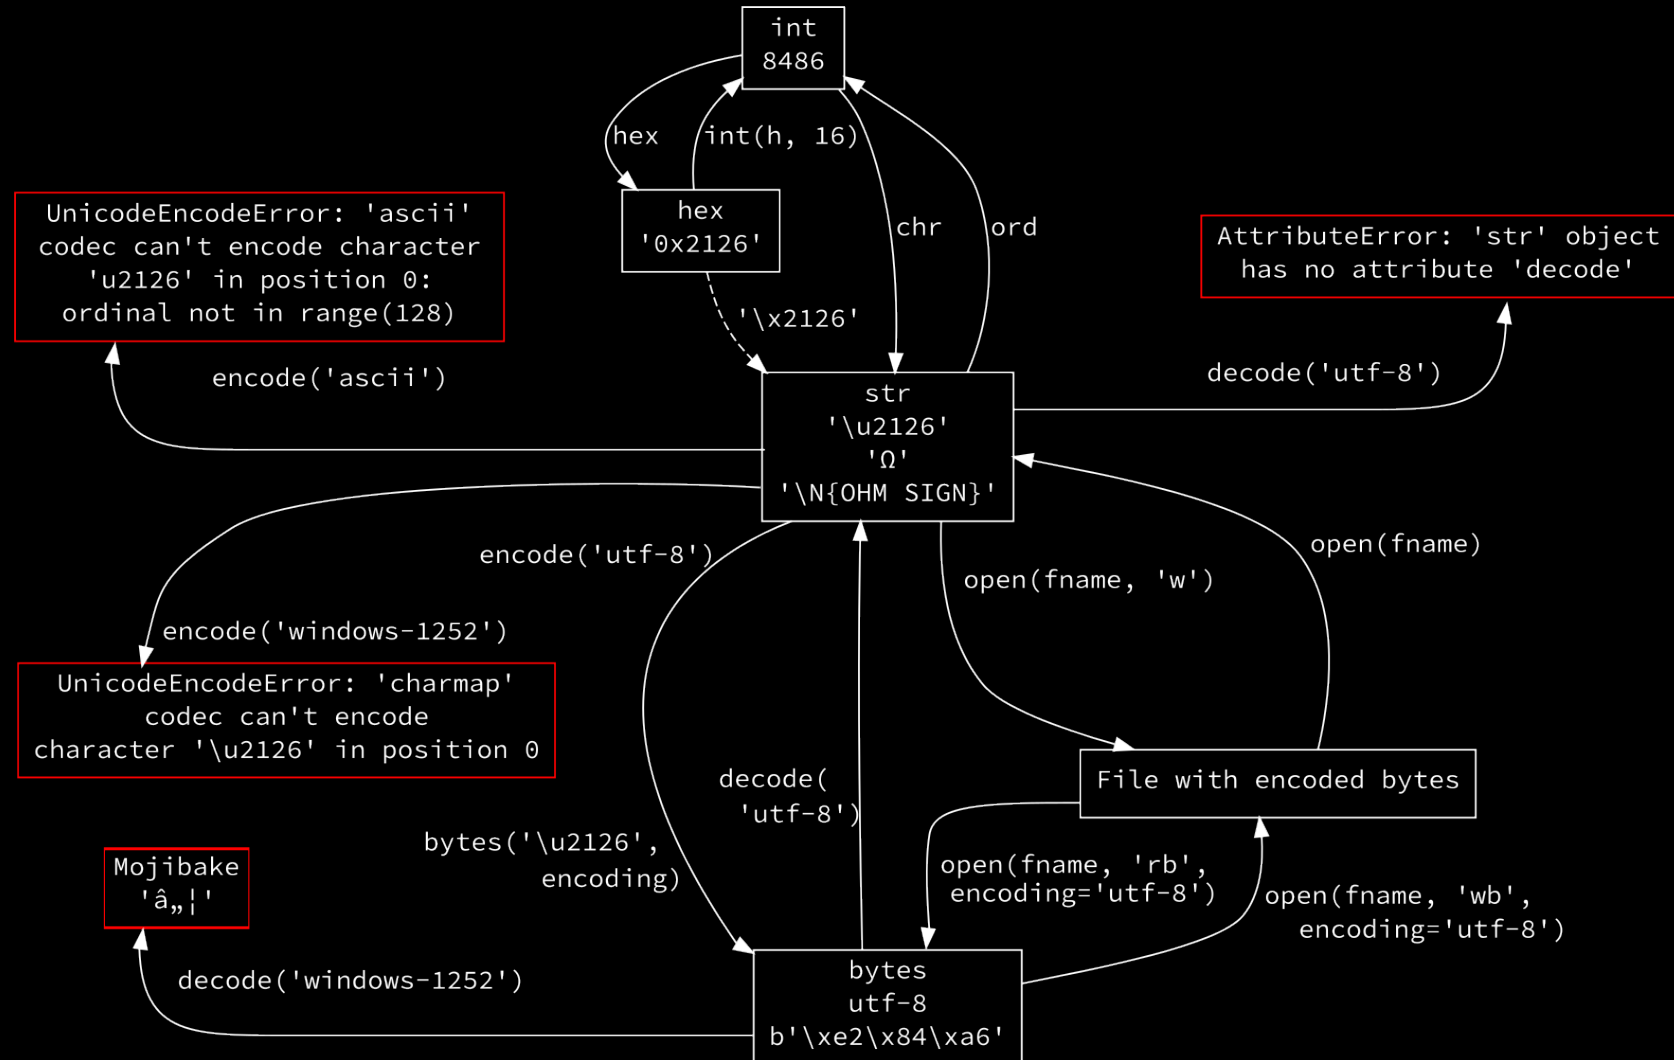 int
8486
hex
int(h, 16)
hex
'0x2126'
chr
ord
UnicodeEncodeError: 'ascii'
codec can't encode character
'u2126' in position 0:
ordinal not in range(128)
AttributeError: 'str' object
has no attribute 'decode'
'\x2126'
encode('ascii')
decode('utf-8')
str
'\u2126'
'Ω'
'\N{OHM SIGN}'
encode('utf-8')
open(fname, 'w')
open(fname)
encode('windows-1252')
UnicodeEncodeError: 'charmap'
codec can't encode
character '\u2126' in position 0
decode(
'utf-8')
File with encoded bytes
bytes('\u2126',
encoding)
Mojibake
'â„¦'
open(fname, 'rb',
encoding='utf-8')
open(fname, 'wb',
encoding='utf-8')
decode('windows-1252')
bytes
utf-8
b'\xe2\x84\xa6'